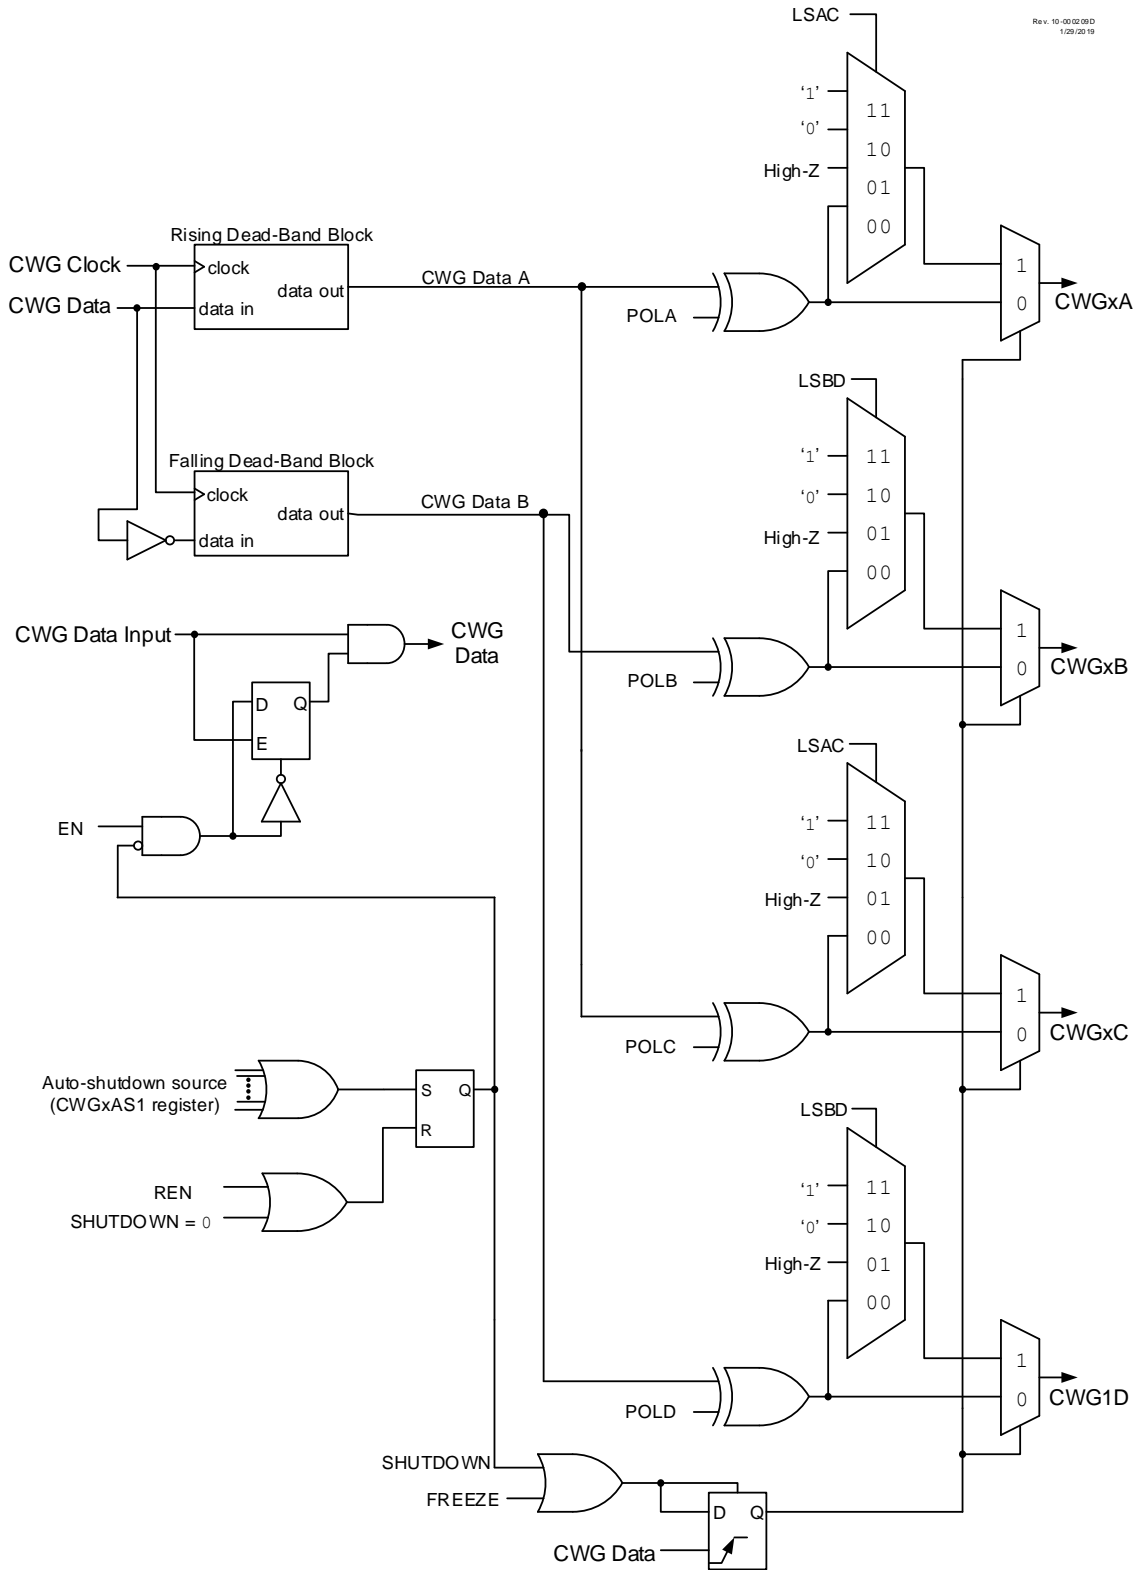 LSAC
Rev. 10-000209D
1/29/2019
‘1’
11
‘0’
10
High-Z
01
00
Rising Dead-Band Block
CWG Clock
clock
CWG Data A
data out
CWG Data
data in
POLA
1
0
CWGxA
LSBD
‘1’
11
‘0’
10
High-Z
01
00
Falling Dead-Band Block
clock
CWG Data B
data out
data in
CWG Data Input
CWG
Data
D
Q
E
POLB
1
0
CWGxB
LSAC
‘1’
11
‘0’
10
High-Z
01
00
EN
POLC
1
0
CWGxC
Auto-shutdown source
(CWGxAS1 register)
S
Q
R
REN
SHUTDOWN = 0
LSBD
‘1’
11
‘0’
10
High-Z
01
00
POLD
1
0
CWG1D
SHUTDOWN
FREEZE
D
Q
CWG Data